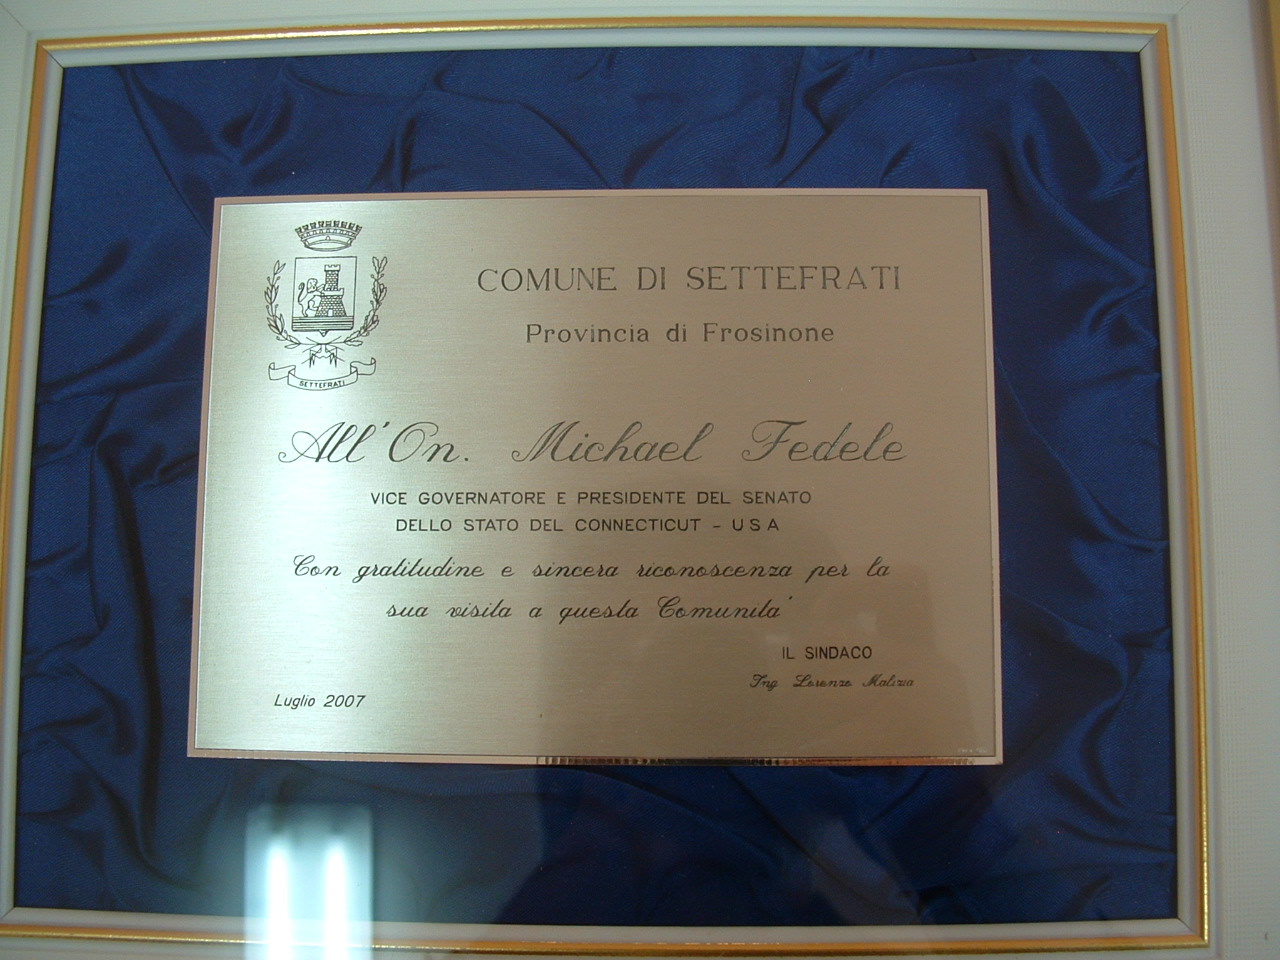 COMUNE DI SETTEFRATI
Provincia di Frosinone
SETTEFRATI
All'On. Michael Fedele
VICE GOVERNATORE E PRESIDENTE DEL SENATO
DELLO STATO DEL CONNECTICUT - USA
Con gratitudine e sincera riconoscenza per la
sua visita a questa Comunita'
IL SINDACO
Ing Lorenzo Malizia
Luglio 2007